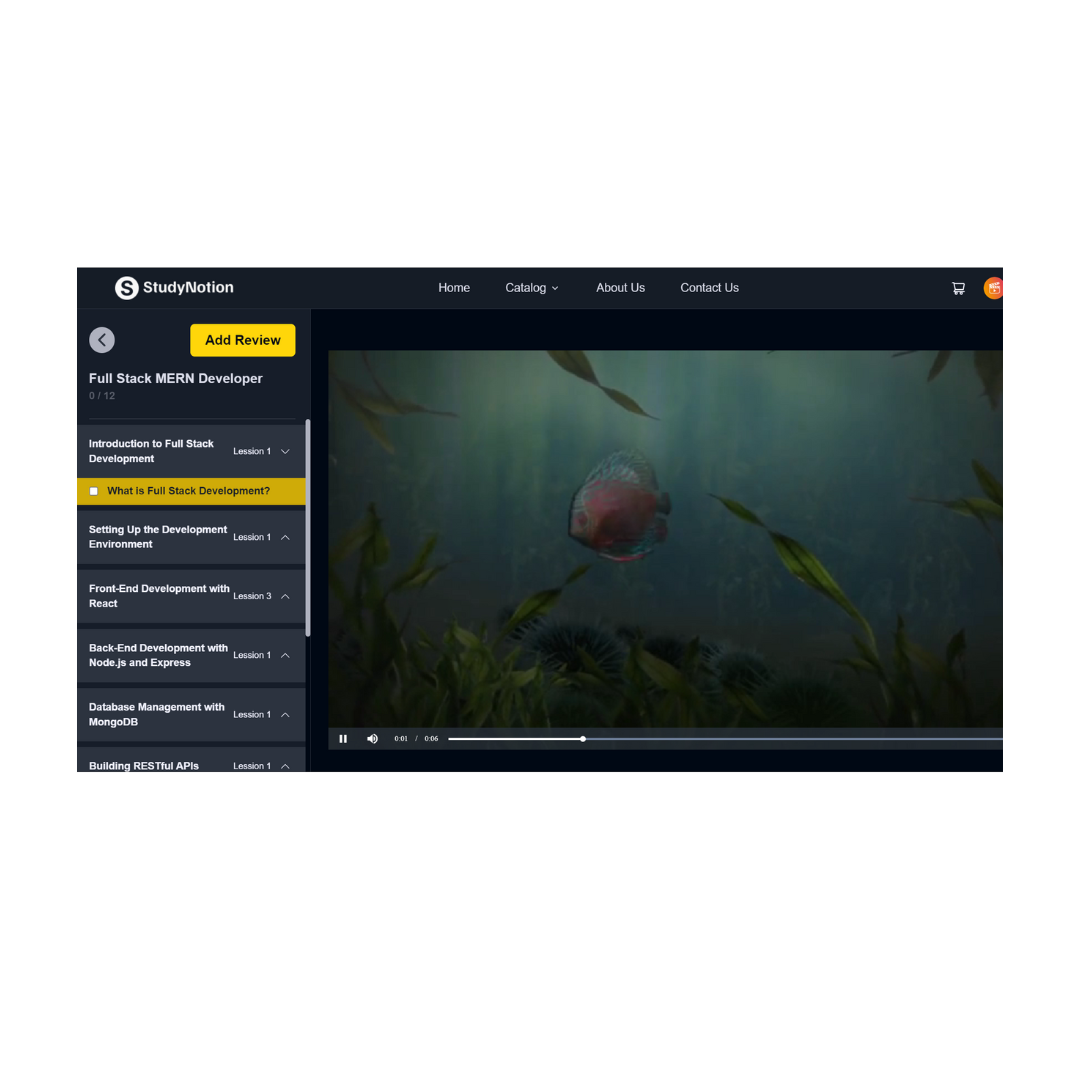 S StudyNotion
Home Catalog About Us Contact Us
Add Review
Full Stack MERN Developer
0 / 12
Introduction to Full Stack
Development
Lession 1
What is Full Stack Development?
Setting Up the Development
Environment
Lession 1
Front-End Development with
React
Lession 3
Back-End Development with
Node.js and Express
Lession 1
Database Management with
MongoDB
Lession 1
Building RESTful APIs
Lession 1
0:01 / 0:06